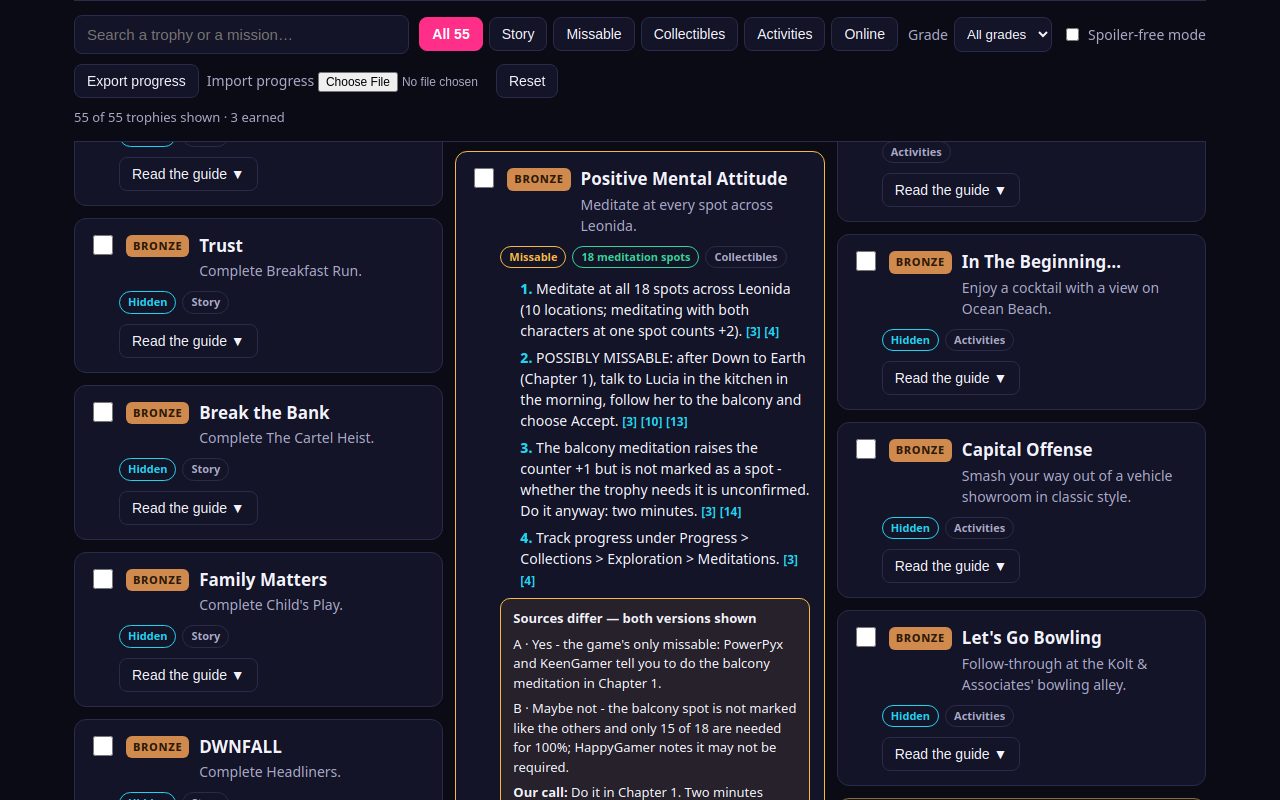 Search a trophy or a mission…
All 55
Story
Missable
Collectibles
Activities
Online
Grade
All grades
Spoiler-free mode
Export progress
Import progress
Choose File
No file chosen
Reset
55 of 55 trophies shown · 3 earned
Read the guide ▼
BRONZE
Trust
Complete Breakfast Run.
Hidden
Story
Read the guide ▼
BRONZE
Break the Bank
Complete The Cartel Heist.
Hidden
Story
Read the guide ▼
BRONZE
Family Matters
Complete Child's Play.
Hidden
Story
Read the guide ▼
BRONZE
DWNFALL
Complete Headliners.
BRONZE
Positive Mental Attitude
Meditate at every spot across
Leonida.
Missable
18 meditation spots
Collectibles
1. Meditate at all 18 spots across Leonida
(10 locations; meditating with both
characters at one spot counts +2). [3] [4]
2. POSSIBLY MISSABLE: after Down to Earth
(Chapter 1), talk to Lucia in the kitchen in
the morning, follow her to the balcony and
choose Accept. [3] [10] [13]
3. The balcony meditation raises the
counter +1 but is not marked as a spot -
whether the trophy needs it is unconfirmed.
Do it anyway: two minutes. [3] [14]
4. Track progress under Progress >
Collections > Exploration > Meditations. [3]
[4]
Sources differ — both versions shown
A · Yes - the game's only missable: PowerPyx
and KeenGamer tell you to do the balcony
meditation in Chapter 1.
B · Maybe not - the balcony spot is not marked
like the others and only 15 of 18 are needed
for 100%; HappyGamer notes it may not be
required.
Our call: Do it in Chapter 1. Two minutes
Activities
Read the guide ▼
BRONZE
In The Beginning...
Enjoy a cocktail with a view on
Ocean Beach.
Hidden
Activities
Read the guide ▼
BRONZE
Capital Offense
Smash your way out of a vehicle
showroom in classic style.
Hidden
Activities
Read the guide ▼
BRONZE
Let's Go Bowling
Follow-through at the Kolt &
Associates' bowling alley.
Hidden
Activities
Read the guide ▼